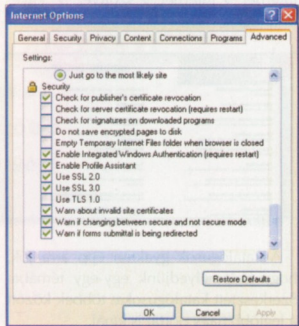 Internet Options
General Security Privacy Content Connections Programs Advanced
Settings:
Just go to the most likely site
Security
Check for publisher's certificate revocation
Check for server certificate revocation (requires restart)
Check for signatures on downloaded programs
Do not save encrypted pages to disk
Empty Temporary Internet Files folder when browser is closed
Enable Integrated Windows Authentication (requires restart)
Enable Profile Assistant
Use SSL 2.0
Use SSL 3.0
Use TLS 1.0
Warn about invalid site certificates
Warn if changing between secure and not secure mode
Warn if forms submittal is being redirected
Restore Defaults
OK Cancel Apply